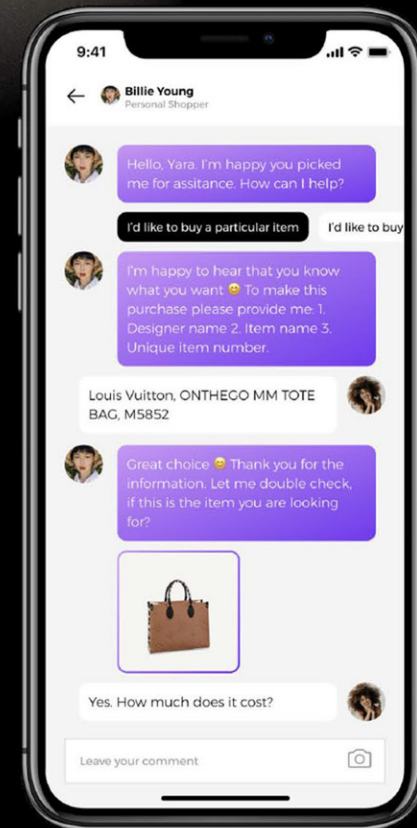 9:41
Billie Young
Personal Shopper
Hello, Yara. I'm happy you picked
me for assitance. How can I help?
I'd like to buy a particular item
I'd like to buy
I'm happy to hear that you know
what you want 😊 To make this
purchase please provide me: 1.
Designer name 2. Item name 3.
Unique item number.
Louis Vuitton, ONTHEGO MM TOTE
BAG, M5852
Great choice 😊 Thank you for the
information. Let me double check,
if this is the item you are looking
for?
Yes. How much does it cost?
Leave your comment